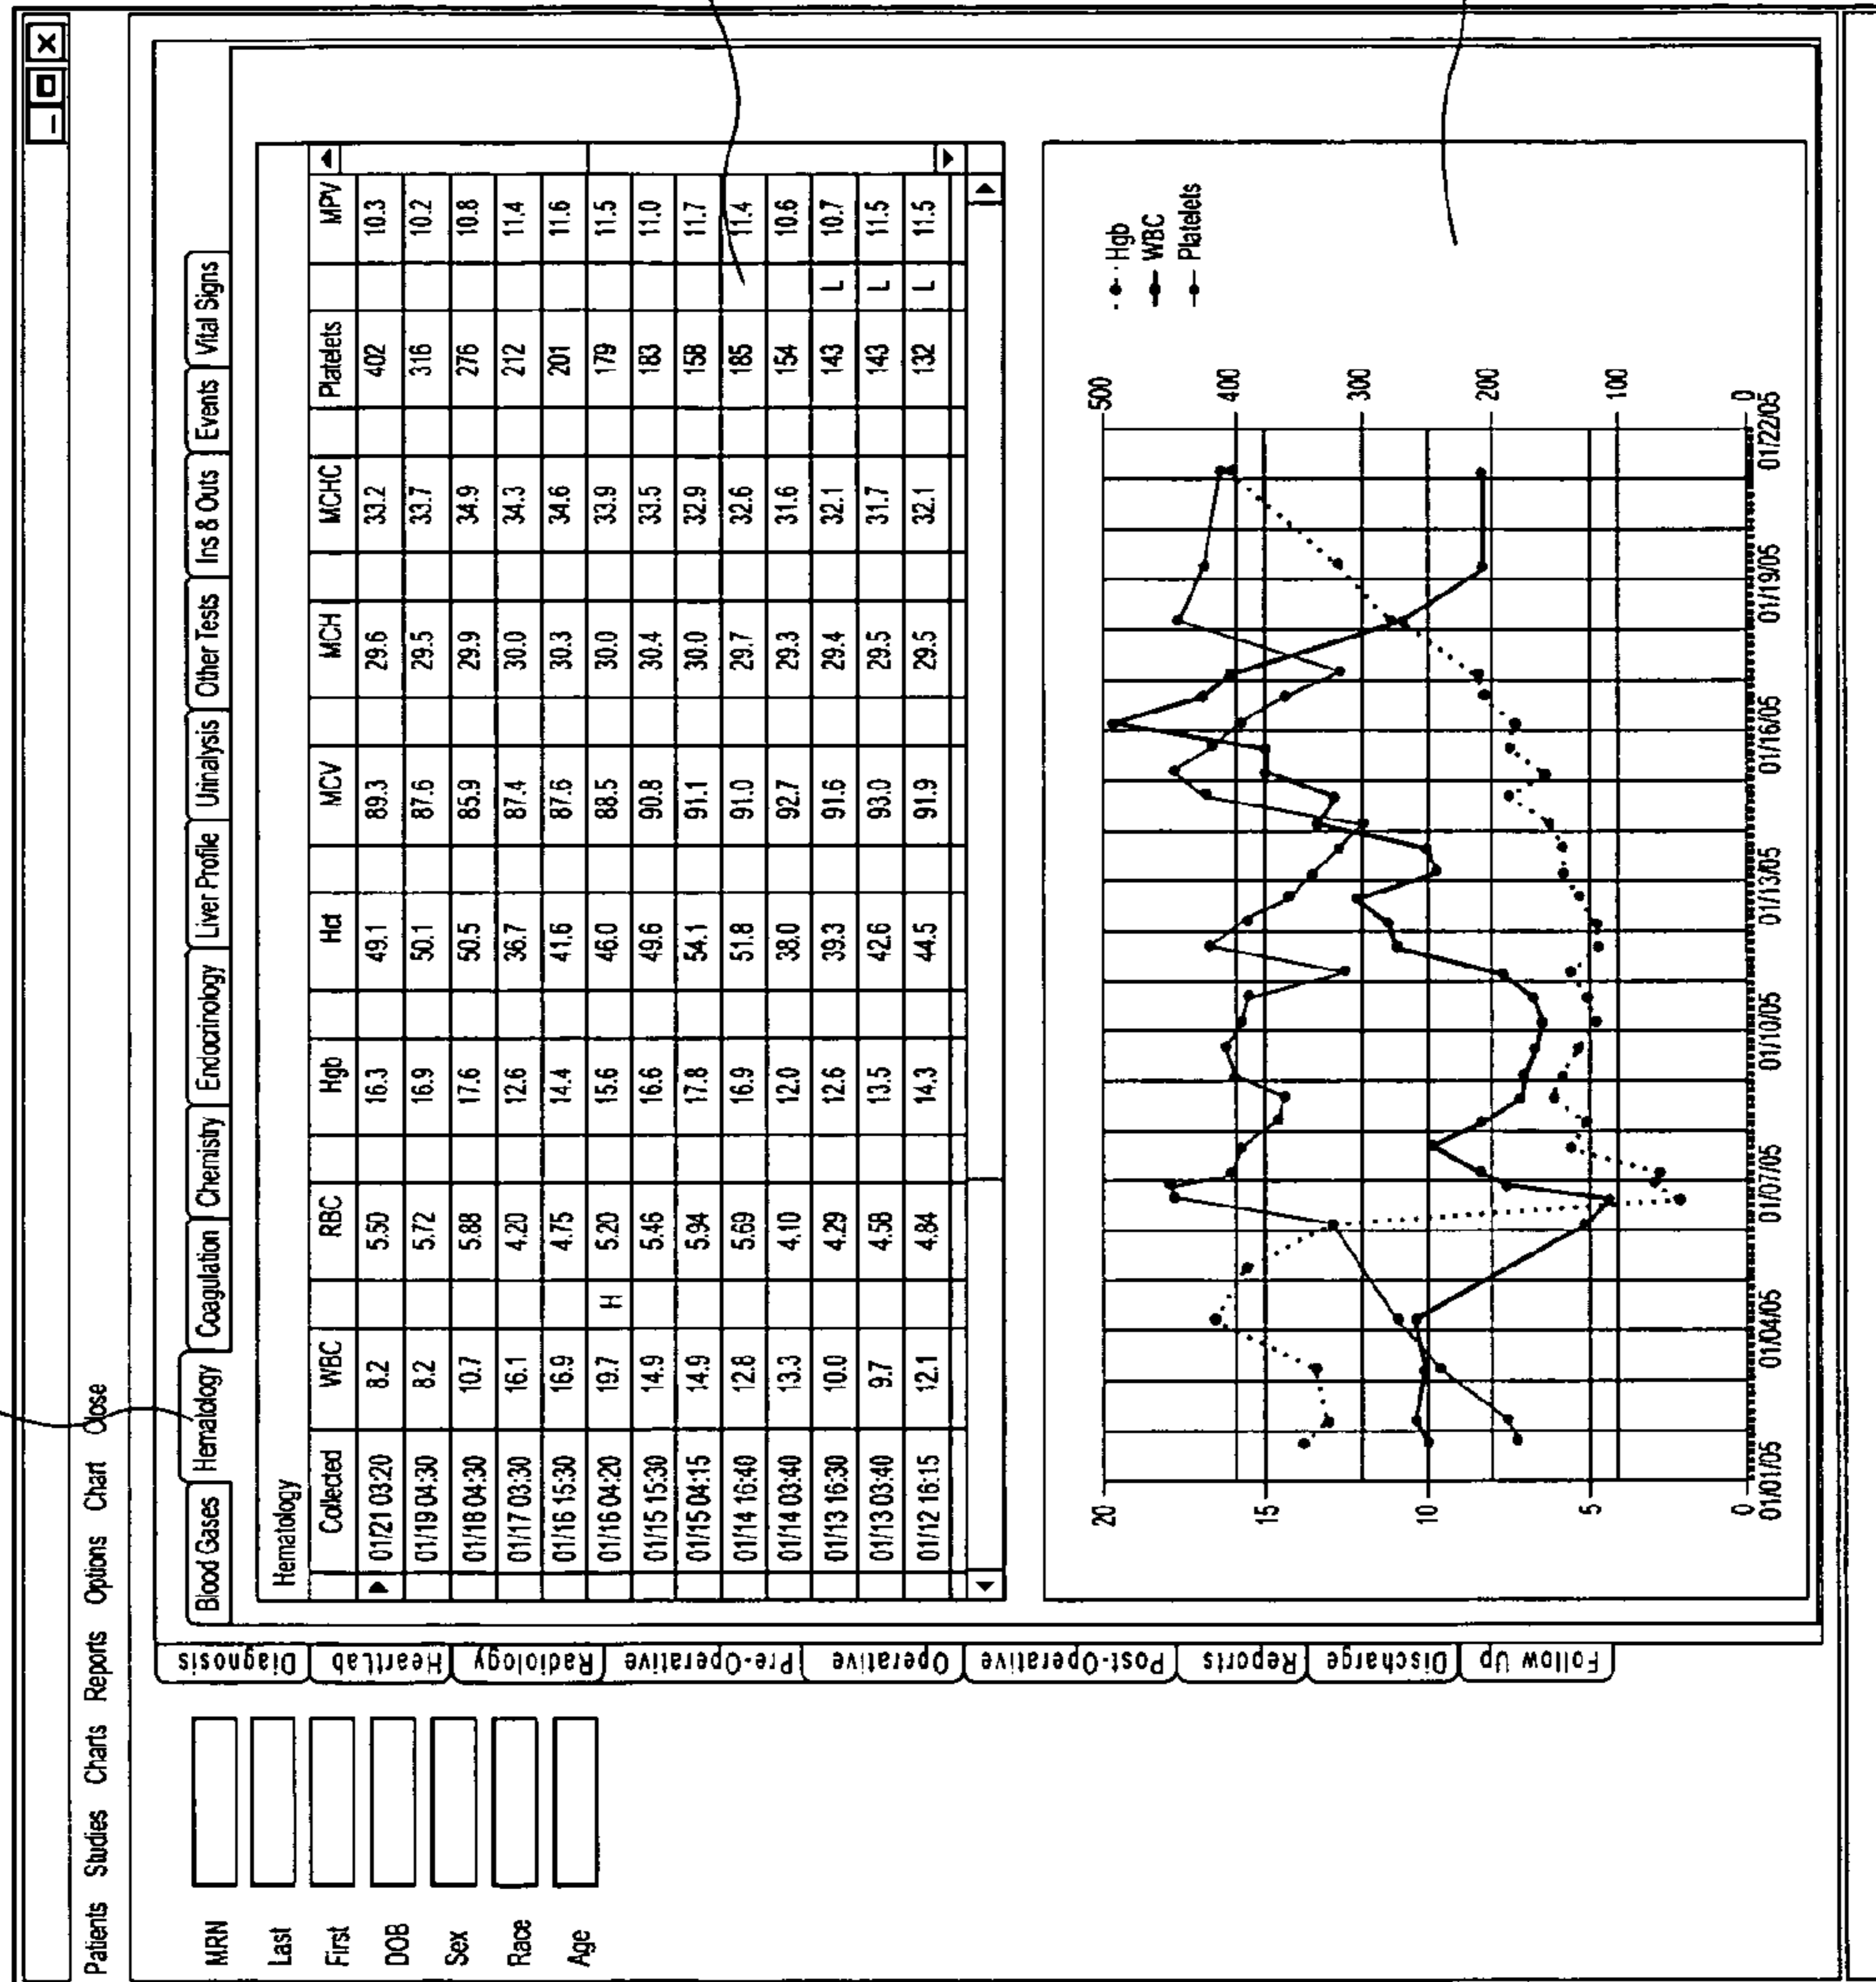 Patients Studies Charts Reports Options Chart Close
MRN
Last
First
DOB
Sex
Race
Age
Diagnosis
HeartLab
Radiology
Pre-Operative
Operative
Post-Operative
Reports
Discharge
Follow Up
Blood Gases Hematology Coagulation Chemistry Endocrinology Liver Profile Urinalysis Other Tests Ins & Outs Events Vital Signs
Hematology
Collected WBC RBC Hgb Hct MCV MCH MCHC Platelets MPV
01/21 03:20 8.2 5.50 16.3 49.1 89.3 29.6 33.2 402 10.3
01/19 04:30 8.2 5.72 16.9 50.1 87.6 29.5 33.7 316 10.2
01/18 04:30 10.7 5.88 17.6 50.5 85.9 29.9 34.9 276 10.8
01/17 03:30 16.1 4.20 12.6 36.7 87.4 30.0 34.3 212 11.4
01/16 15:30 16.9 4.75 14.4 41.6 87.6 30.3 34.6 201 11.6
01/16 04:20 19.7 H 5.20 15.6 46.0 88.5 30.0 33.9 179 11.5
01/15 15:30 14.9 5.46 16.6 49.6 90.8 30.4 33.5 183 11.0
01/15 04:15 14.9 5.94 17.8 54.1 91.1 30.0 32.9 158 11.7
01/14 16:40 12.8 5.69 16.9 51.8 91.0 29.7 32.6 185 11.4
01/14 03:40 13.3 4.10 12.0 38.0 92.7 29.3 31.6 154 10.6
01/13 16:30 10.0 4.29 12.6 39.3 91.6 29.4 32.1 143 L 10.7
01/13 03:40 9.7 4.58 13.5 42.6 93.0 29.5 31.7 143 L 11.5
01/12 16:15 12.1 4.84 14.3 44.5 91.9 29.5 32.1 132 L 11.5
Hgb
WBC
Platelets
20
15
10
5
0
500
400
300
200
100
0
01/01/05 01/04/05 01/07/05 01/10/05 01/13/05 01/16/05 01/19/05 01/22/05